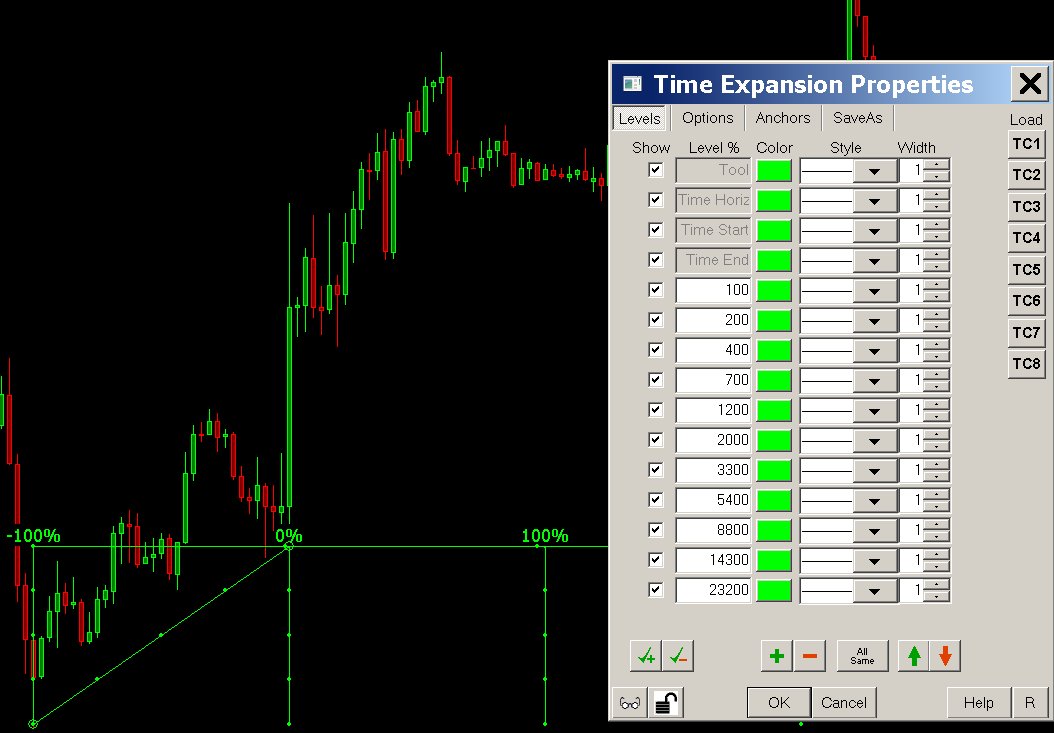 Time Expansion Properties
Levels Options Anchors SaveAs
Load
Show Level % Color Style Width
Tool 1
Time Horiz 1
Time Start 1
Time End 1
100 1
200 1
400 1
700 1
1200 1
2000 1
3300 1
5400 1
8800 1
14300 1
23200 1
TC1
TC2
TC3
TC4
TC5
TC6
TC7
TC8
All
Same
OK Cancel Help R
-100% 0% 100%